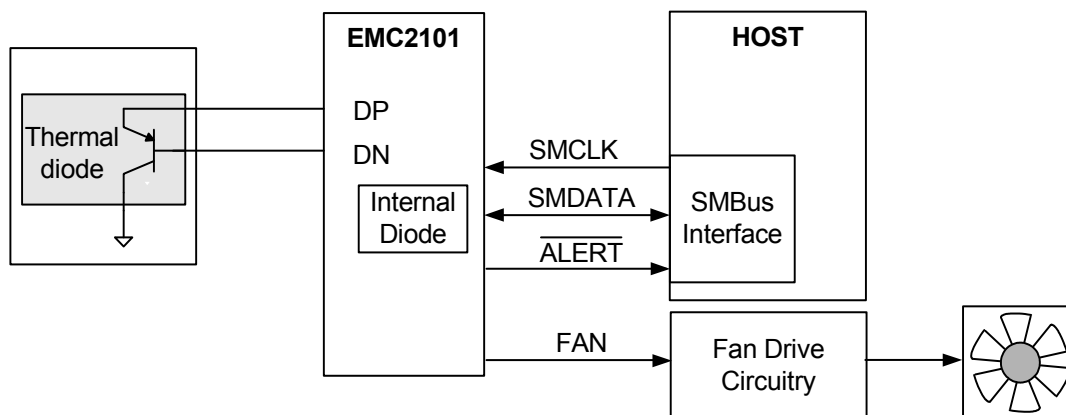 EMC2101
HOST
Thermal
diode
DP
DN
Internal
Diode
SMCLK
SMDATA
ALERT
SMBus
Interface
FAN
Fan Drive
Circuitry